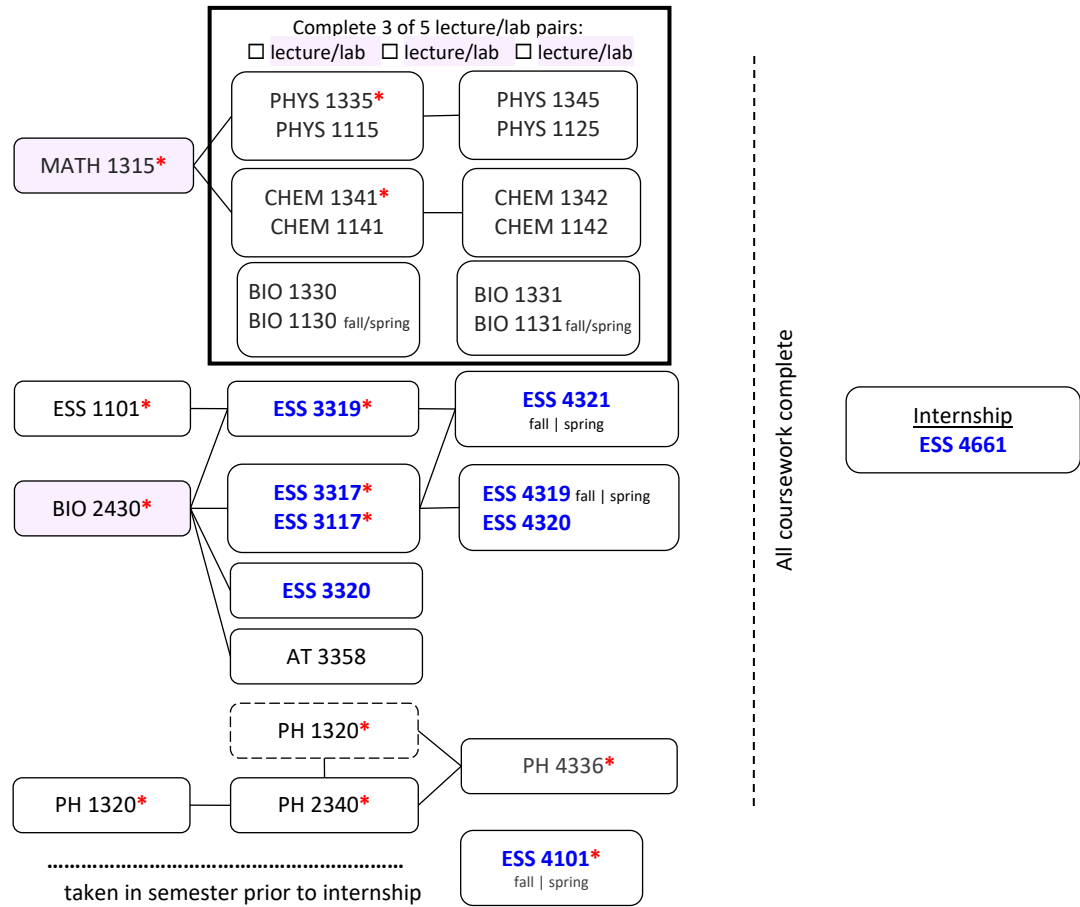 Complete 3 of 5 lecture/lab pairs:
☐ lecture/lab ☐ lecture/lab ☐ lecture/lab
MATH 1315*
PHYS 1335*
PHYS 1115
PHYS 1345
PHYS 1125
CHEM 1341*
CHEM 1141
CHEM 1342
CHEM 1142
BIO 1330
BIO 1130 fall/spring
BIO 1331
BIO 1131 fall/spring
ESS 1101*
ESS 3319*
ESS 4321
fall | spring
BIO 2430*
ESS 3317*
ESS 3117*
ESS 4319 fall | spring
ESS 4320
ESS 3320
AT 3358
PH 1320*
PH 1320*
PH 2340*
PH 4336*
ESS 4101*
fall | spring
taken in semester prior to internship
All coursework complete
Internship
ESS 4661